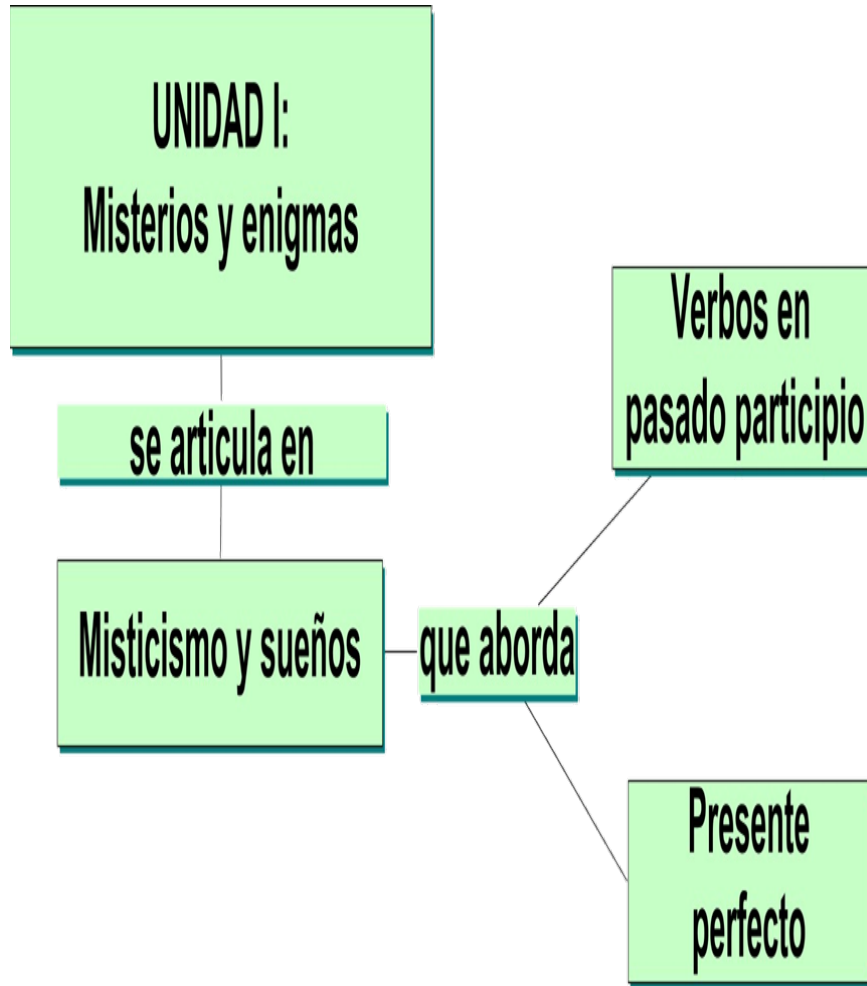 UNIDAD I:
Misterios y enigmas
se articula en
Misticismo y sueños
que aborda
Verbos en
pasado participio
Presente
perfecto